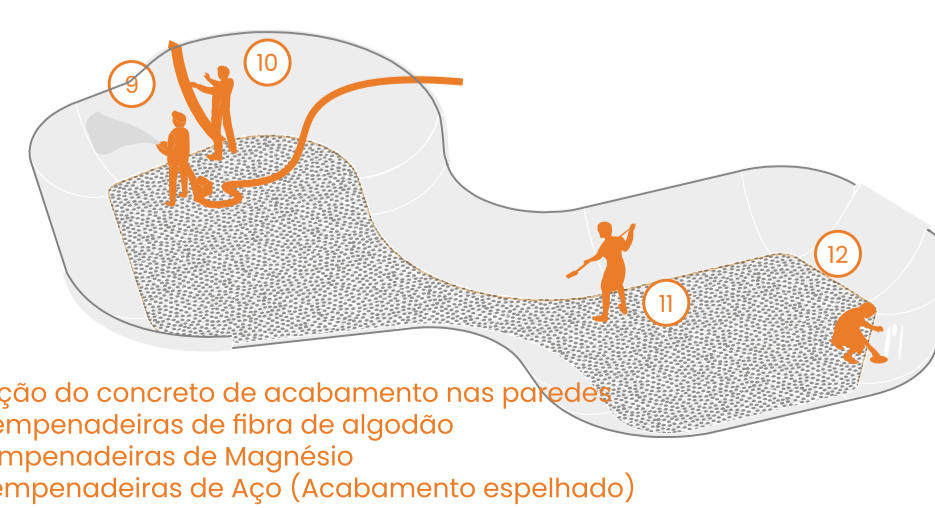 9
10
11
12
ção do concreto de acabamento nas paredes
empenadeiras de fibra de algodão
mpenadeiras de Magnésio
empenadeiras de Aço (Acabamento espelhado)